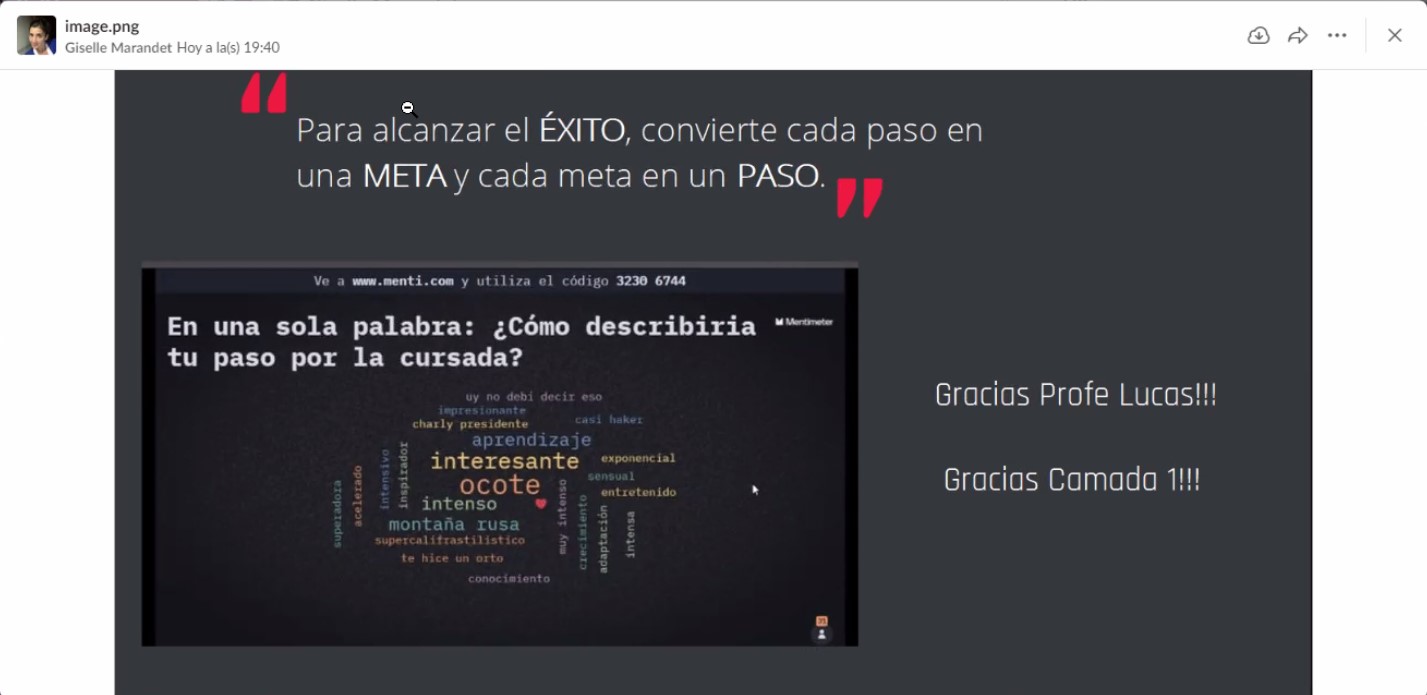 image.png
Giselle Marandet Hoy a la(s) 19:40
“
Para alcanzar el ÉXITO, convierte cada paso en
una META y cada meta en un PASO.
”
Ve a www.menti.com y utiliza el código 3230 6744
En una sola palabra: ¿Cómo describiria
tu paso por la cursada?
Mentimeter
uy no debi decir eso
impresionante
casi haker
charly presidente
aprendizaje
interesante
exponencial
ocote
sensual
entretenido
intenso
montaña rusa
supercalifrastilistico
te hice un orto
conocimiento
superadora
acelerado
intensivo
inspirador
muy intenso
crecimiento
adaptación
intensa
Gracias Profe Lucas!!!
Gracias Camada 1!!!